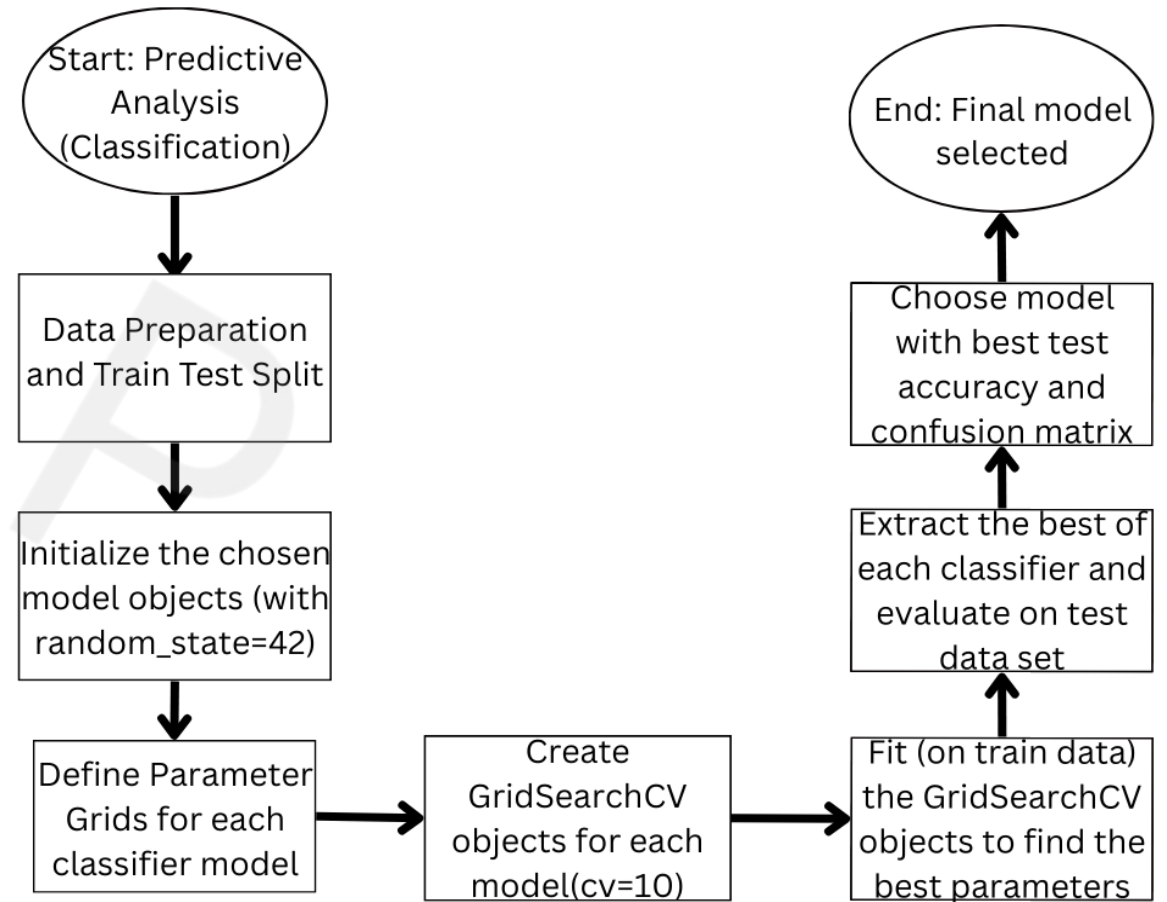 Start: Predictive
Analysis
(Classification)
Data Preparation
and Train Test Split
Initialize the chosen
model objects (with
random_state=42)
Define Parameter
Grids for each
classifier model
Create
GridSearchCV
objects for each
model(cv=10)
Fit (on train data)
the GridSearchCV
objects to find the
best parameters
Extract the best of
each classifier and
evaluate on test
data set
Choose model
with best test
accuracy and
confusion matrix
End: Final model
selected